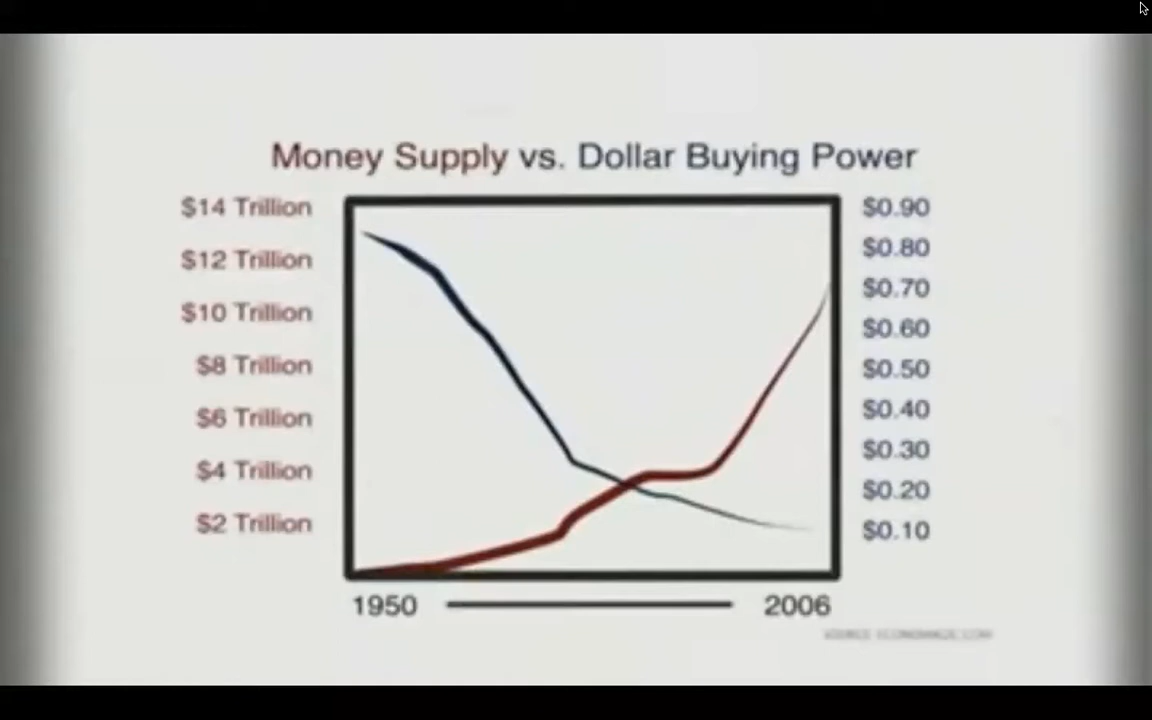 Money Supply vs. Dollar Buying Power
$14 Trillion
$12 Trillion
$10 Trillion
$8 Trillion
$6 Trillion
$4 Trillion
$2 Trillion
$0.90
$0.80
$0.70
$0.60
$0.50
$0.40
$0.30
$0.20
$0.10
1950
2006